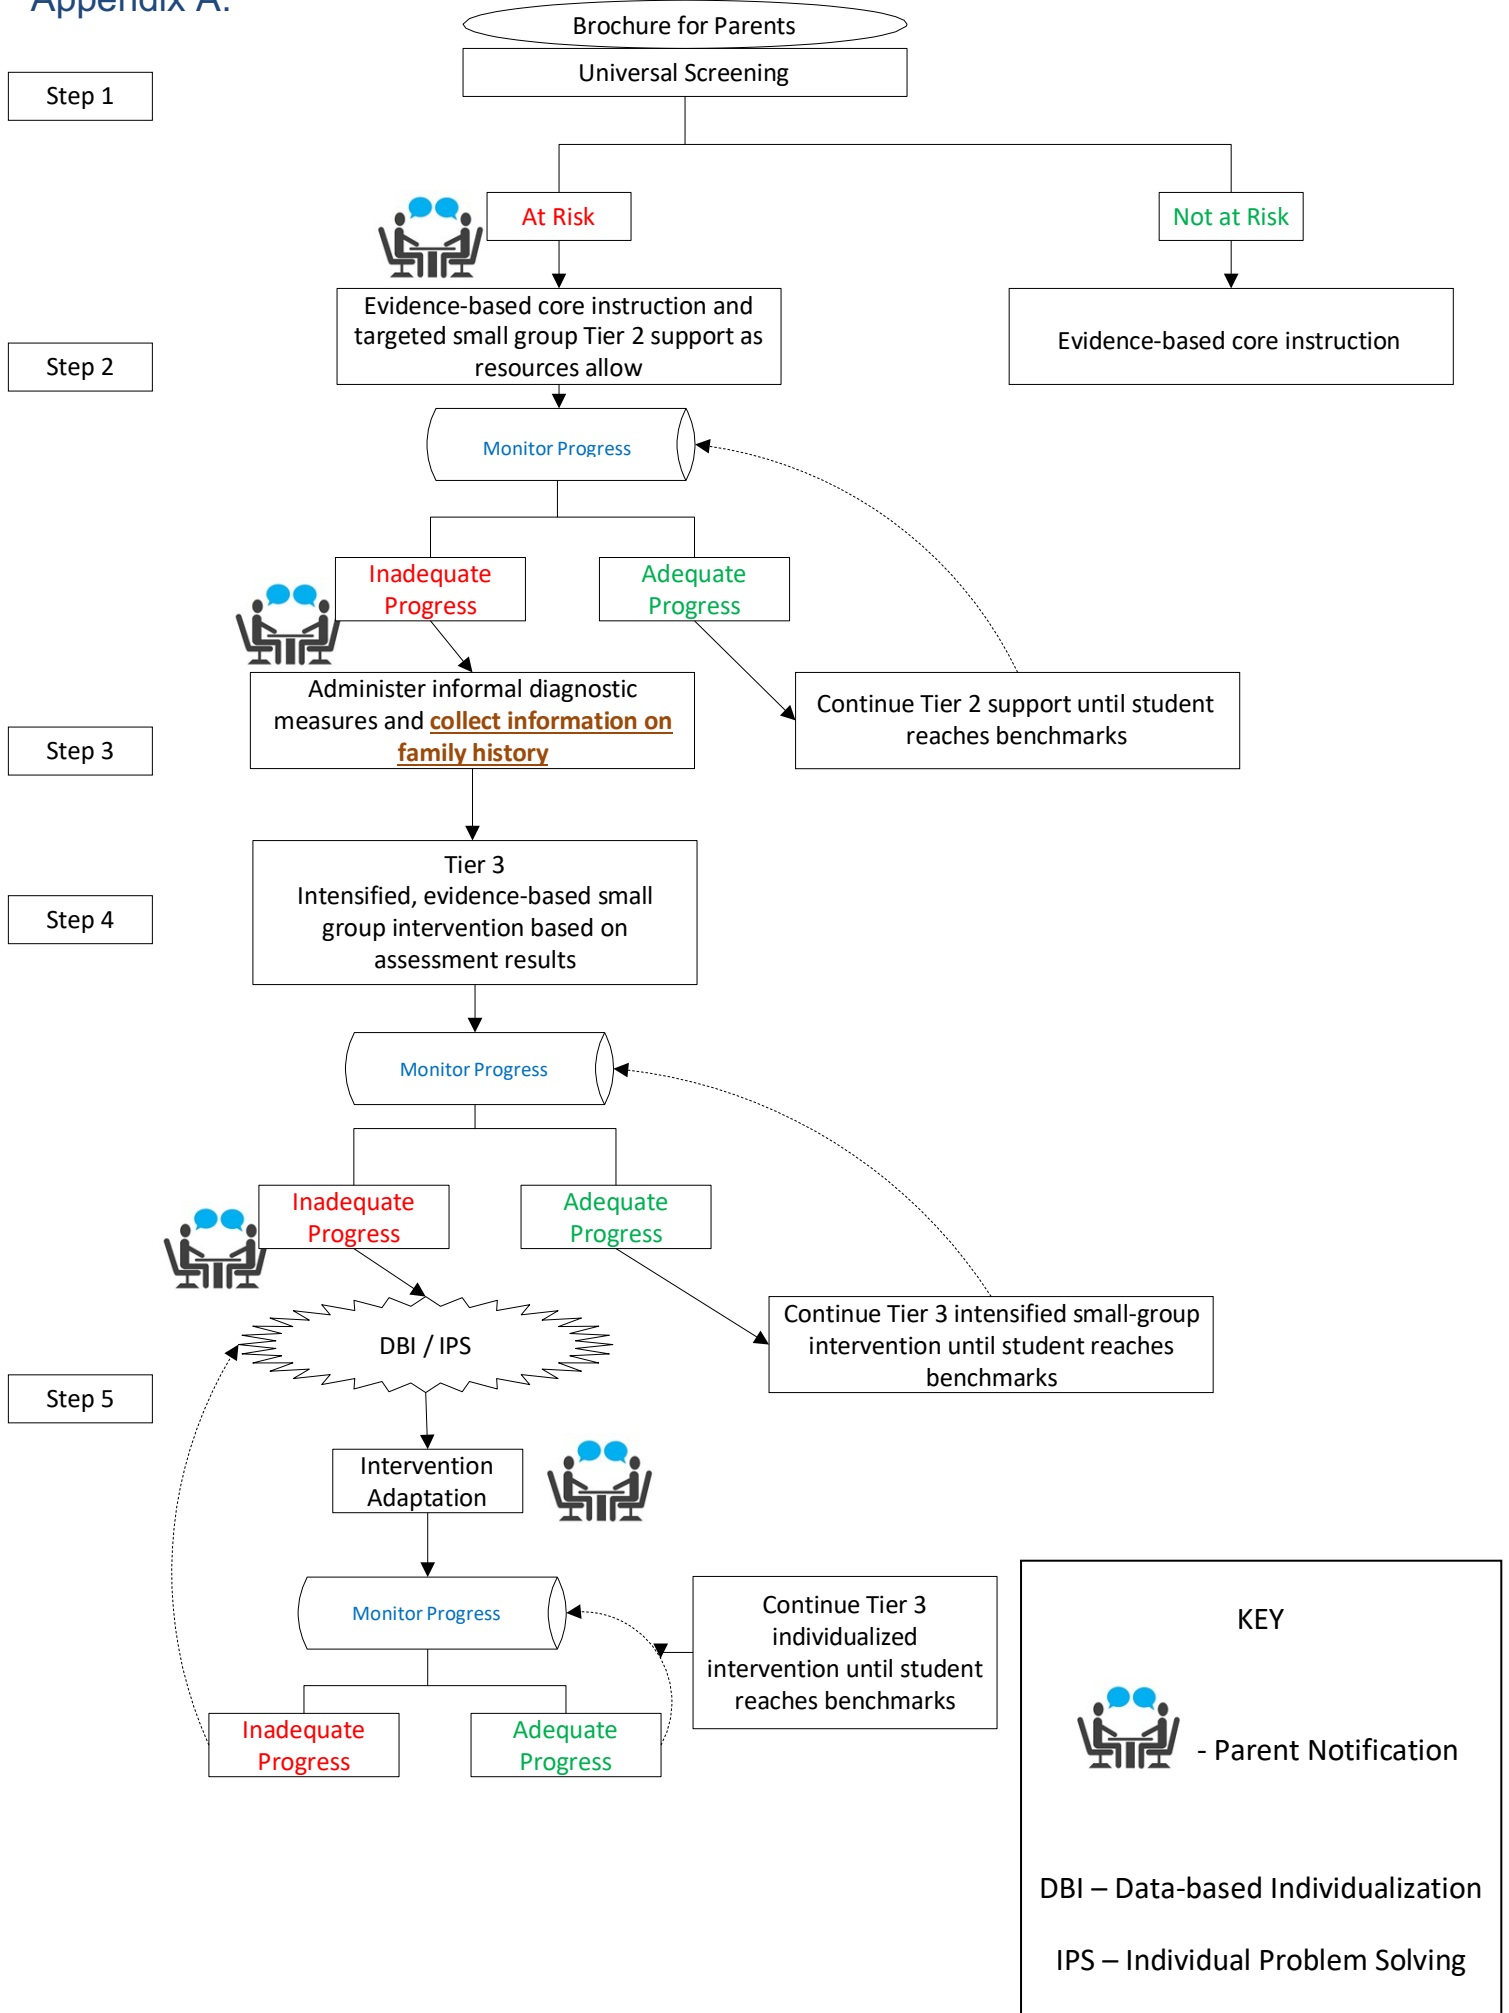 Appendix A:
Brochure for Parents
Universal Screening
Step 1
At Risk
Not at Risk
Step 2
Evidence-based core instruction and
targeted small group Tier 2 support as
resources allow
Evidence-based core instruction
Monitor Progress
Inadequate
Progress
Adequate
Progress
Step 3
Administer informal diagnostic
measures and collect information on
family history
Continue Tier 2 support until student
reaches benchmarks
Step 4
Tier 3
Intensified, evidence-based small
group intervention based on
assessment results
Monitor Progress
Inadequate
Progress
Adequate
Progress
DBI / IPS
Continue Tier 3 intensified small-group
intervention until student reaches
benchmarks
Step 5
Intervention
Adaptation
Monitor Progress
Continue Tier 3
individualized
intervention until student
reaches benchmarks
Inadequate
Progress
Adequate
Progress
KEY
- Parent Notification
DBI – Data-based Individualization
IPS – Individual Problem Solving